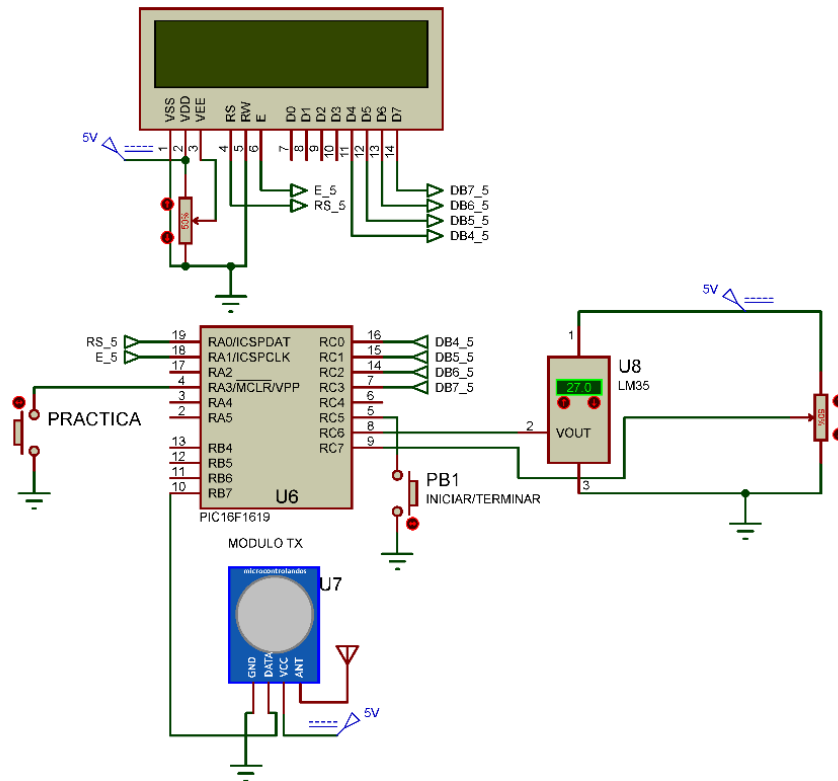 VSS VDD VEE RS RW E D0 D1 D2 D3 D4 D5 D6 D7
1 2 3 4 5 6 7 8 9 10 11 12 13 14
5V
50%
E_5
RS_5
DB7_5
DB6_5
DB5_5
DB4_5
RS_5
E_5
19 RA0/ICSPDAT
18 RA1/ICSPCLK
17 RA2
4 RA3/MCLR/VPP
3 RA4
2 RA5
13 RB4
12 RB5
11 RB6
10 RB7
RC0 16
RC1 15
RC2 14
RC3 7
RC4 6
RC5 5
RC6 8
RC7 9
DB4_5
DB5_5
DB6_5
DB7_5
U6
PIC16F1619
PRACTICA
PB1
INICIAR/TERMINAR
5V
1
27.0
2 VOUT
3
U8
LM35
50%
MODULO TX
microcontrolandos
U7
GND DATA VCC ANT
5V